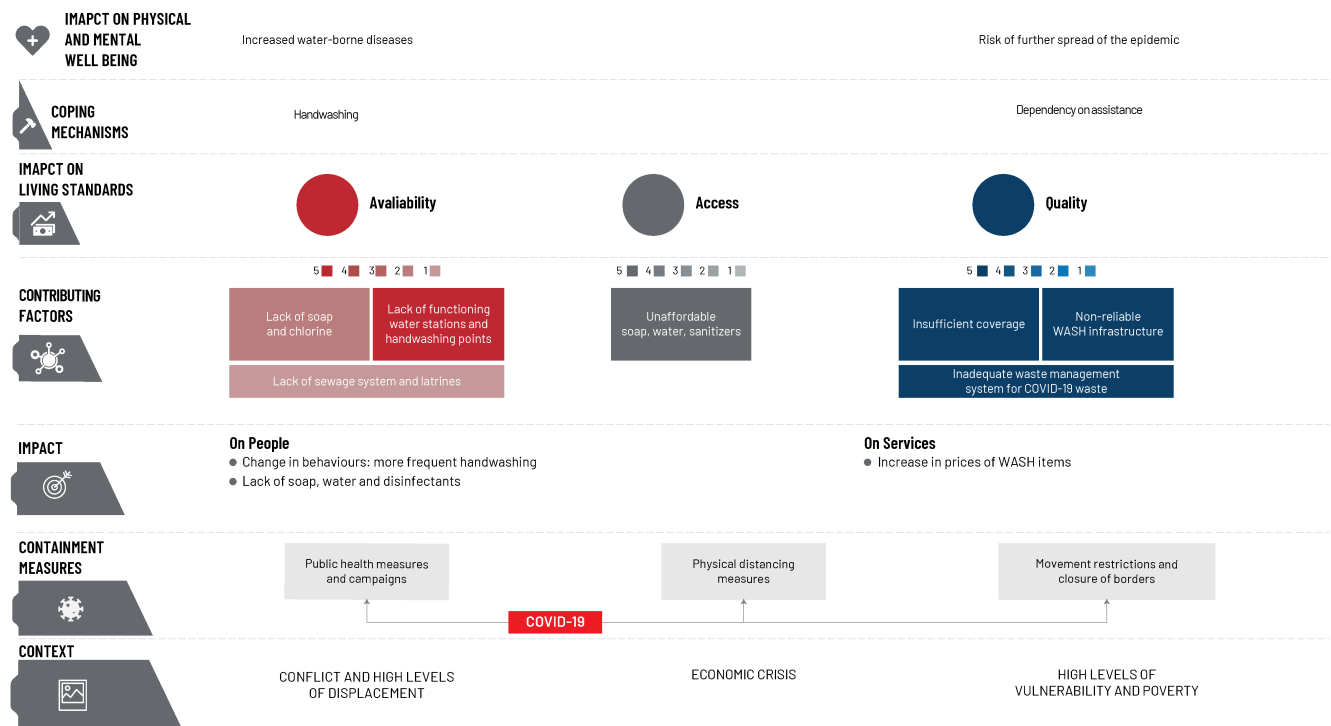 IMAPCT ON PHYSICAL
AND MENTAL
WELL BEING
Increased water-borne diseases
Risk of further spread of the epidemic
COPING
MECHANISMS
Handwashing
Dependency on assistance
IMAPCT ON
LIVING STANDARDS
Avaliability
Access
Quality
5 4 3 2 1
5 4 3 2 1
5 4 3 2 1
CONTRIBUTING
FACTORS
Lack of soap
and chlorine
Lack of functioning
water stations and
handwashing points
Lack of sewage system and latrines
Unaffordable
soap, water, sanitizers
Insufficient coverage
Non-reliable
WASH infrastructure
Inadequate waste management
system for COVID-19 waste
IMPACT
On People
Change in behaviours: more frequent handwashing
Lack of soap, water and disinfectants
On Services
Increase in prices of WASH items
CONTAINMENT
MEASURES
Public health measures
and campaigns
Physical distancing
measures
Movement restrictions and
closure of borders
COVID-19
CONTEXT
CONFLICT AND HIGH LEVELS
OF DISPLACEMENT
ECONOMIC CRISIS
HIGH LEVELS OF
VULNERABILITY AND POVERTY